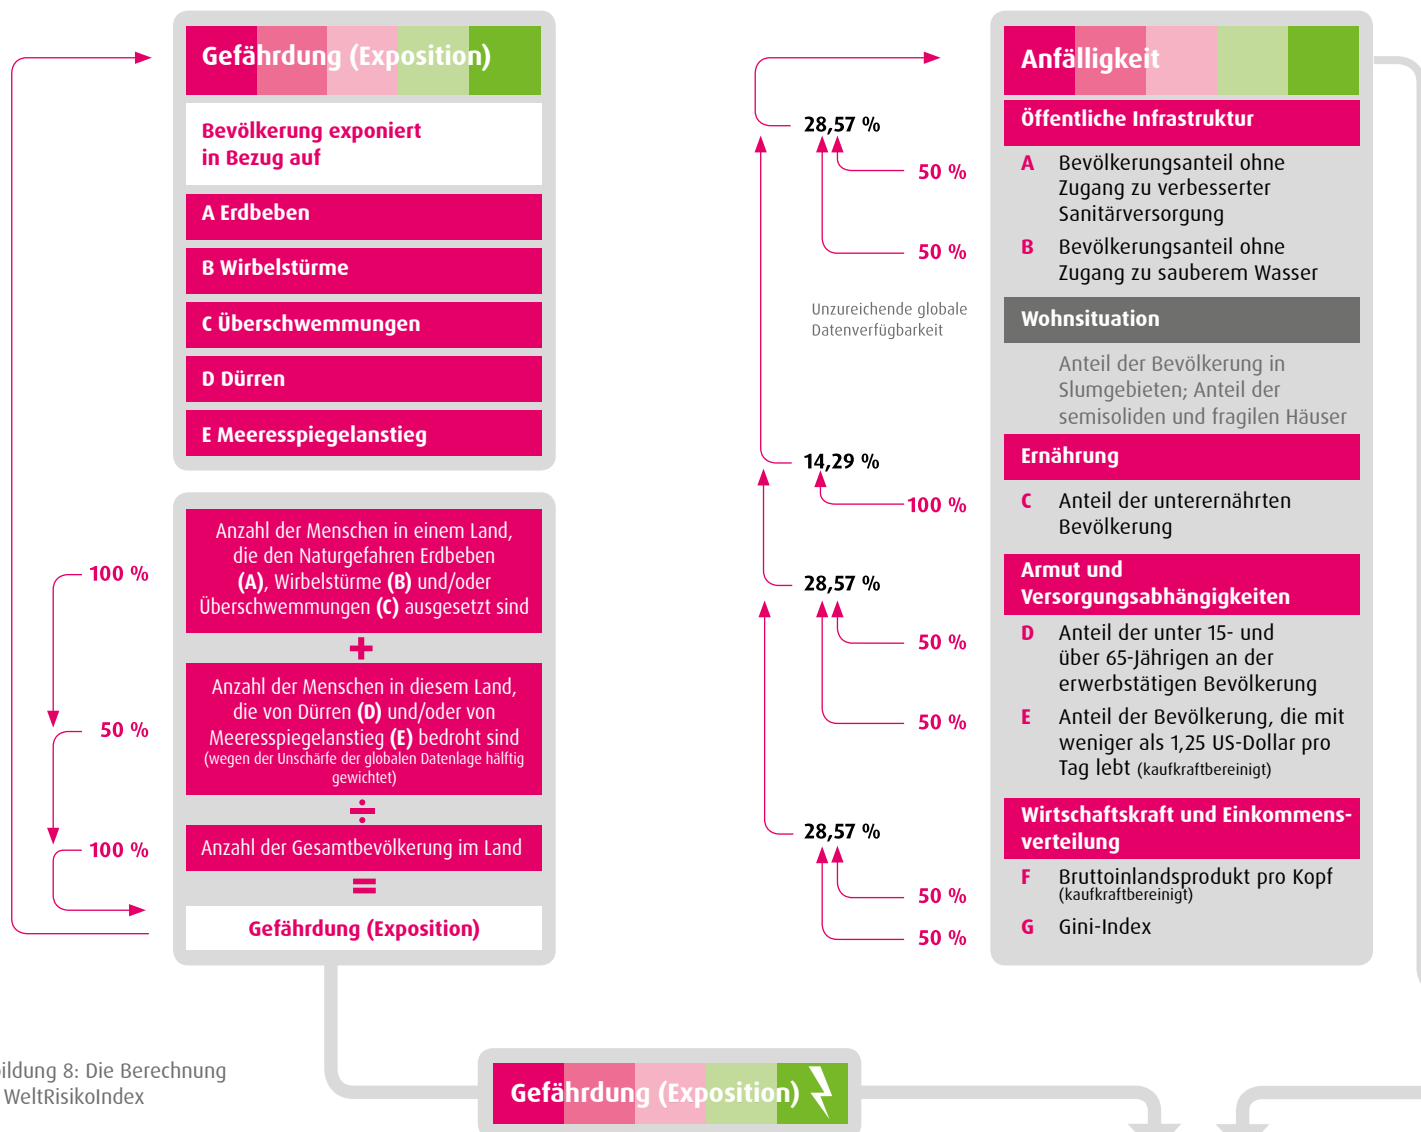 Gefährdung (Exposition)
Bevölkerung exponiert
in Bezug auf
A Erdbeben
B Wirbelstürme
C Überschwemmungen
D Dürren
E Meeresspiegelanstieg
100 %
Anzahl der Menschen in einem Land,
die den Naturgefahren Erdbeben
(A), Wirbelstürme (B) und/oder
Überschwemmungen (C) ausgesetzt sind
+
50 %
Anzahl der Menschen in diesem Land,
die von Dürren (D) und/oder von
Meeresspiegelanstieg (E) bedroht sind
(wegen der Unschärfe der globalen Datenlage hälftig
gewichtet)
÷
100 %
Anzahl der Gesamtbevölkerung im Land
=
Gefährdung (Exposition)
Anfälligkeit
28,57 %
Öffentliche Infrastruktur
50 %
A Bevölkerungsanteil ohne
Zugang zu verbesserter
Sanitärversorgung
50 %
B Bevölkerungsanteil ohne
Zugang zu sauberem Wasser
Unzureichende globale
Datenverfügbarkeit
Wohnsituation
Anteil der Bevölkerung in
Slumgebieten; Anteil der
semisoliden und fragilen Häuser
14,29 %
Ernährung
100 %
C Anteil der unterernährten
Bevölkerung
28,57 %
Armut und
Versorgungsabhängigkeiten
50 %
D Anteil der unter 15- und
über 65-Jährigen an der
erwerbstätigen Bevölkerung
50 %
E Anteil der Bevölkerung, die mit
weniger als 1,25 US-Dollar pro
Tag lebt (kaufkraftbereinigt)
28,57 %
Wirtschaftskraft und Einkommens-
verteilung
50 %
F Bruttoinlandsprodukt pro Kopf
(kaufkraftbereinigt)
50 %
G Gini-Index
ildung 8: Die Berechnung
WeltRisikoIndex
Gefährdung (Exposition)